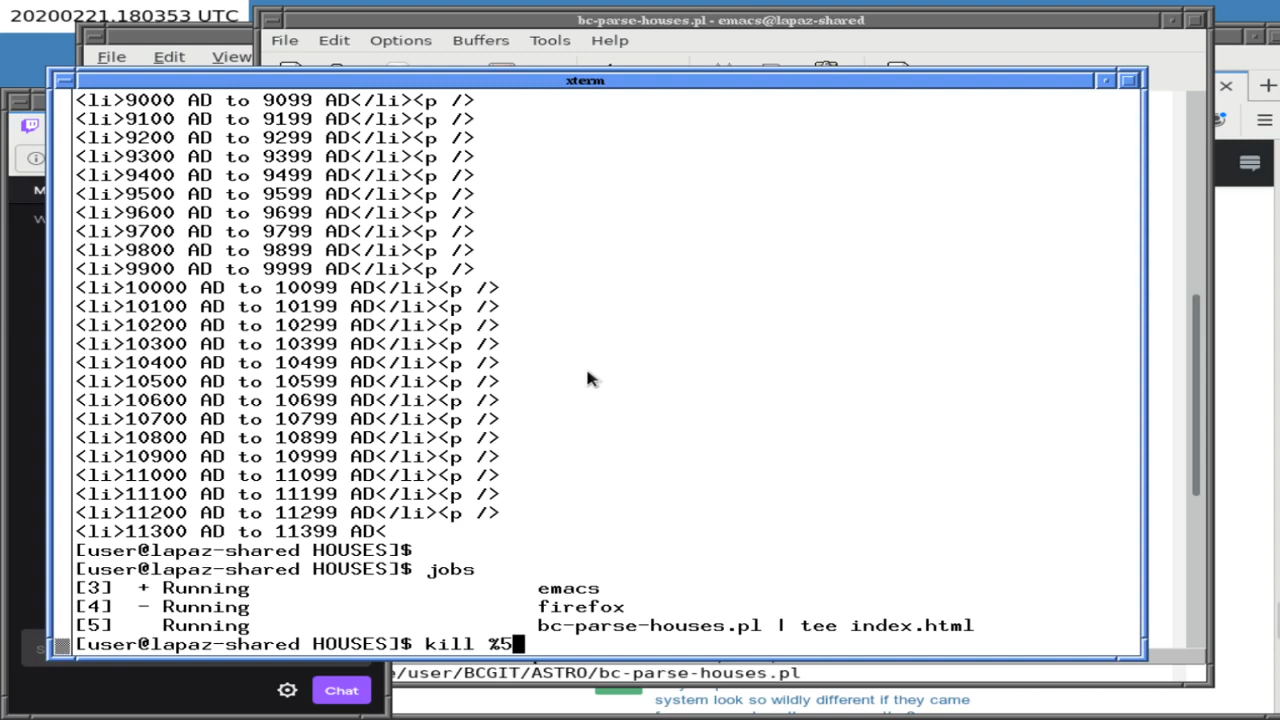 20200221.180353 UTC
bc-parse-houses.pl - emacs@lapaz-shared
File Edit Options Buffers Tools Help
File Edit View
xterm
<li>9000 AD to 9099 AD</li><p />
<li>9100 AD to 9199 AD</li><p />
<li>9200 AD to 9299 AD</li><p />
<li>9300 AD to 9399 AD</li><p />
<li>9400 AD to 9499 AD</li><p />
<li>9500 AD to 9599 AD</li><p />
<li>9600 AD to 9699 AD</li><p />
<li>9700 AD to 9799 AD</li><p />
<li>9800 AD to 9899 AD</li><p />
<li>9900 AD to 9999 AD</li><p />
<li>10000 AD to 10099 AD</li><p />
<li>10100 AD to 10199 AD</li><p />
<li>10200 AD to 10299 AD</li><p />
<li>10300 AD to 10399 AD</li><p />
<li>10400 AD to 10499 AD</li><p />
<li>10500 AD to 10599 AD</li><p />
<li>10600 AD to 10699 AD</li><p />
<li>10700 AD to 10799 AD</li><p />
<li>10800 AD to 10899 AD</li><p />
<li>10900 AD to 10999 AD</li><p />
<li>11000 AD to 11099 AD</li><p />
<li>11100 AD to 11199 AD</li><p />
<li>11200 AD to 11299 AD</li><p />
<li>11300 AD to 11399 AD<
[user@lapaz-shared HOUSES]$
[user@lapaz-shared HOUSES]$ jobs
[3] + Running emacs
[4] - Running firefox
[5] Running bc-parse-houses.pl | tee index.html
[user@lapaz-shared HOUSES]$ kill %5
/user/BCGIT/ASTRO/bc-parse-houses.pl
Chat
system look so wildly different if they came